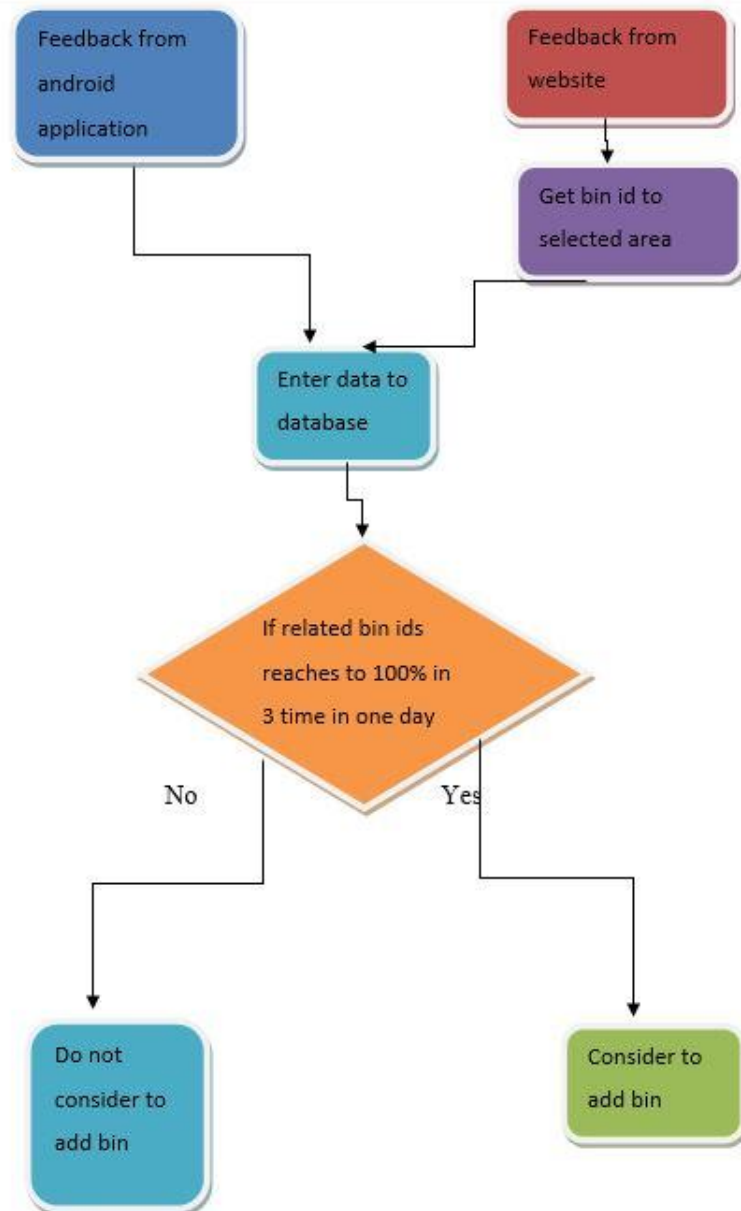 Feedback from
android
application
Feedback from
website
Get bin id to
selected area
Enter data to
database
If related bin ids
reaches to 100% in
3 time in one day
No
Yes
Do not
consider to
add bin
Consider to
add bin